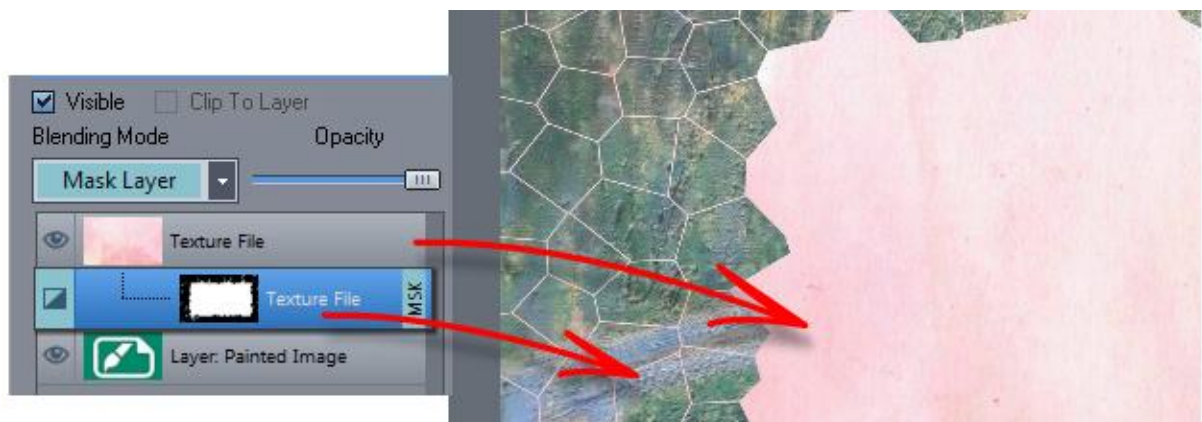 Visible Clip To Layer
Blending Mode Opacity
Mask Layer
Texture File
Texture File MSK
Layer: Painted Image